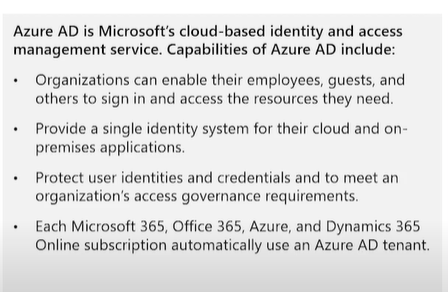 Azure AD is Microsoft's cloud-based identity and access
management service. Capabilities of Azure AD include:
• Organizations can enable their employees, guests, and
others to sign in and access the resources they need.
• Provide a single identity system for their cloud and on-
premises applications.
• Protect user identities and credentials and to meet an
organization's access governance requirements.
• Each Microsoft 365, Office 365, Azure, and Dynamics 365
Online subscription automatically use an Azure AD tenant.